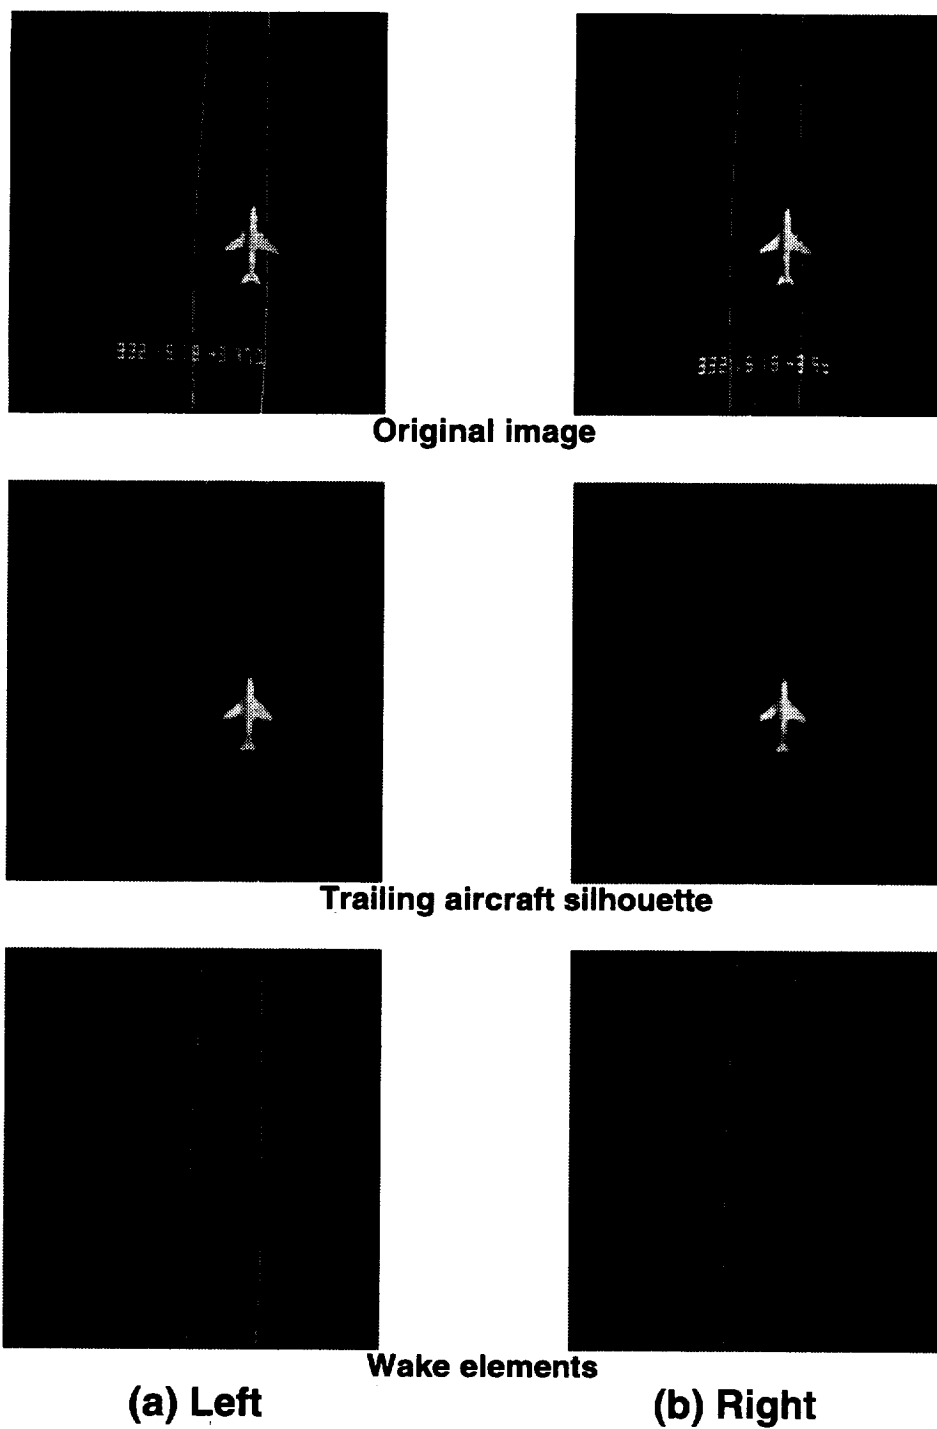 Original image
Trailing aircraft silhouette
Wake elements
(a) Left
(b) Right